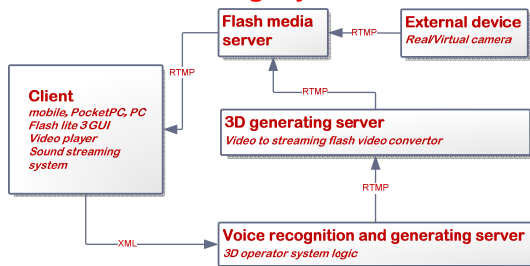 Flash media
server
External device
Real/Virtual camera
RTMP
RTMP
RTMP
Client
mobile, PocketPC, PC
Flash lite 3 GUI
Video player
Sound streaming
system
3D generating server
Video to streaming flash video convertor
RTMP
XML
Voice recognition and generating server
3D operator system logic